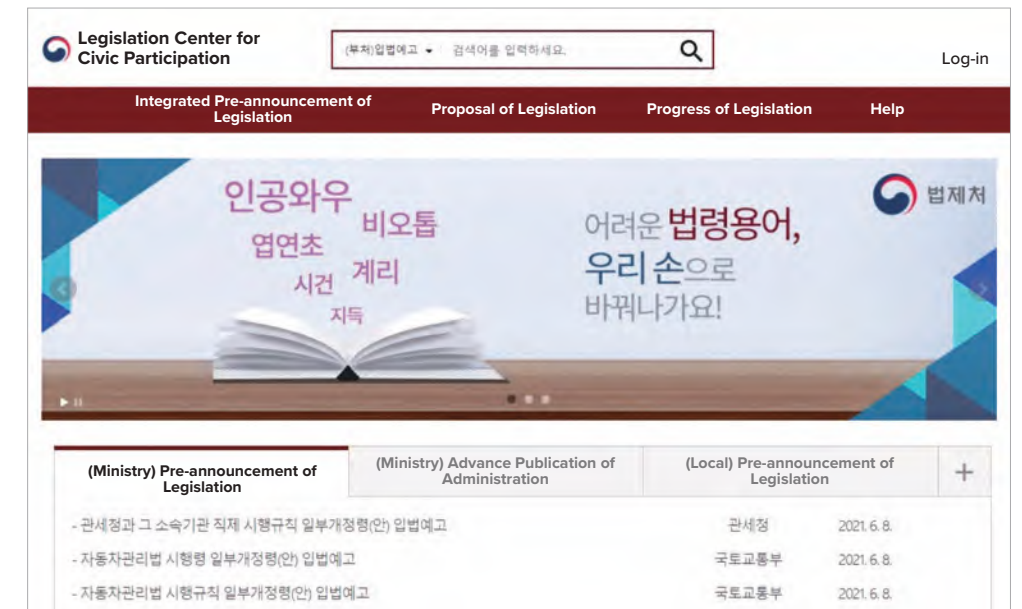 Legislation Center for
Civic Participation
(부처)입법예고 검색어를 입력하세요.
Log-in
Integrated Pre-announcement of
Legislation
Proposal of Legislation
Progress of Legislation
Help
인공와우
비오톱
엽연초
시건 계리
지득
어려운 법령용어,
우리 손으로
바꿔나가요!
법제처
(Ministry) Pre-announcement of
Legislation
(Ministry) Advance Publication of
Administration
(Local) Pre-announcement of
Legislation
- 관세청과 그 소속기관 직제 시행규칙 일부개정령(안) 입법예고 관세청 2021. 6. 8.
- 자동차관리법 시행령 일부개정령(안) 입법예고 국토교통부 2021. 6. 8.
- 자동차관리법 시행규칙 일부개정령(안) 입법예고 국토교통부 2021. 6. 8.